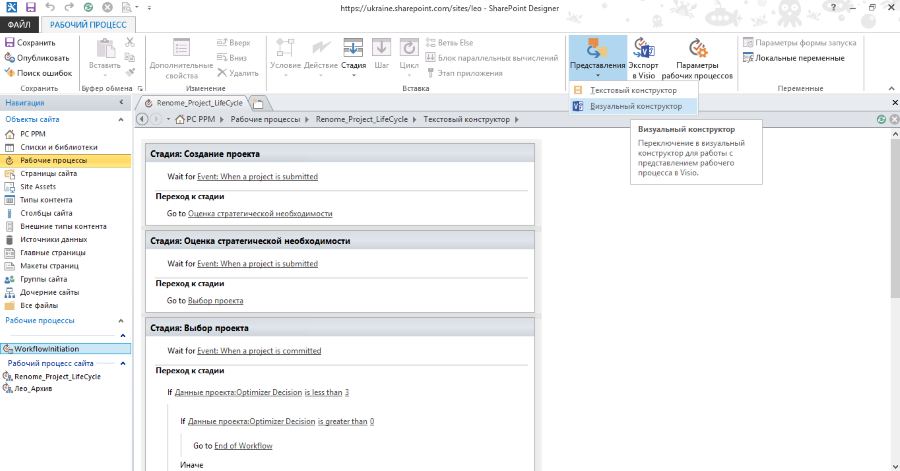 https://ukraine.sharepoint.com/sites/leo - SharePoint Designer
ФАЙЛ
РАБОЧИЙ ПРОЦЕСС
Сохранить
Опубликовать
Поиск ошибок
Сохранить
Вставить
Буфер обмена
Дополнительные свойства
Вверх
Вниз
Удалить
Изменение
Условие
Действие
Стадия
Шаг
Цикл
Ветвь Else
Блок параллельных вычислений
Этап приложения
Вставка
Представления
Экспорт в Visio
Параметры рабочих процессов
Параметры формы запуска
Локальные переменные
Переменные
Текстовый конструктор
Визуальный конструктор
Визуальный конструктор
Переключение в визуальный
конструктор для работы с
представлением рабочего
процесса в Visio.
Навигация
Объекты сайта
PC PPM
Списки и библиотеки
Рабочие процессы
Страницы сайта
Site Assets
Типы контента
Столбцы сайта
Внешние типы контента
Источники данных
Главные страницы
Макеты страниц
Группы сайта
Дочерние сайты
Все файлы
Рабочие процессы
WorkflowInitiation
Рабочий процесс сайта
Renome_Project_LifeCycle
Лео_Архив
Renome_Project_LifeCycle
PC PPM
Рабочие процессы
Renome_Project_LifeCycle
Текстовый конструктор
Стадия: Создание проекта
Wait for Event: When a project is submitted
Переход к стадии
Go to Оценка стратегической необходимости
Стадия: Оценка стратегической необходимости
Wait for Event: When a project is submitted
Переход к стадии
Go to Выбор проекта
Стадия: Выбор проекта
Wait for Event: When a project is committed
Переход к стадии
If Данные проекта:Optimizer Decision is less than 3
If Данные проекта:Optimizer Decision is greater than 0
Go to End of Workflow
Иначе